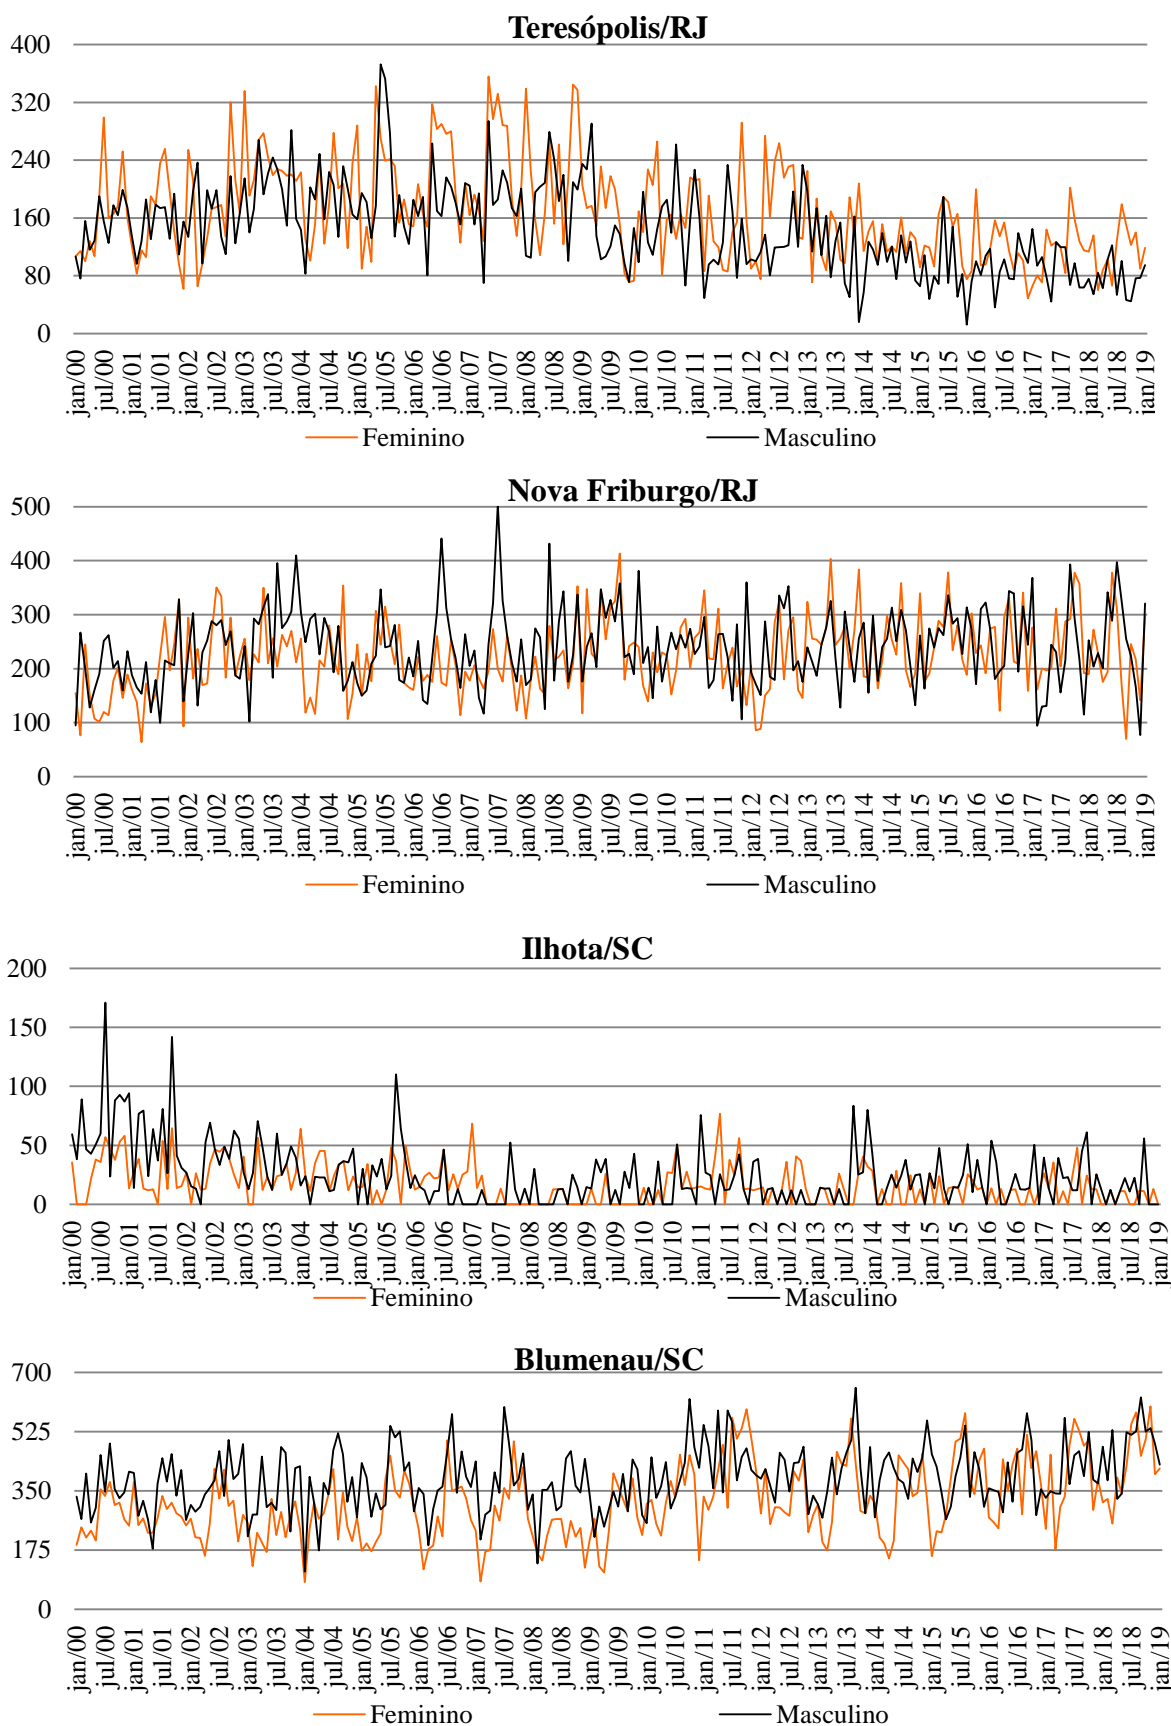 Teresópolis/RJ
400
320
240
160
80
0
jan/00 jul/00 jan/01 jul/01 jan/02 jul/02 jan/03 jul/03 jan/04 jul/04 jan/05 jul/05 jan/06 jul/06 jan/07 jul/07 jan/08 jul/08 jan/09 jul/09 jan/10 jul/10 jan/11 jul/11 jan/12 jul/12 jan/13 jul/13 jan/14 jul/14 jan/15 jul/15 jan/16 jul/16 jan/17 jul/17 jan/18 jul/18 jan/19
Feminino Masculino
Nova Friburgo/RJ
500
400
300
200
100
0
jan/00 jul/00 jan/01 jul/01 jan/02 jul/02 jan/03 jul/03 jan/04 jul/04 jan/05 jul/05 jan/06 jul/06 jan/07 jul/07 jan/08 jul/08 jan/09 jul/09 jan/10 jul/10 jan/11 jul/11 jan/12 jul/12 jan/13 jul/13 jan/14 jul/14 jan/15 jul/15 jan/16 jul/16 jan/17 jul/17 jan/18 jul/18 jan/19
Feminino Masculino
Ilhota/SC
200
150
100
50
0
jan/00 jul/00 jan/01 jul/01 jan/02 jul/02 jan/03 jul/03 jan/04 jul/04 jan/05 jul/05 jan/06 jul/06 jan/07 jul/07 jan/08 jul/08 jan/09 jul/09 jan/10 jul/10 jan/11 jul/11 jan/12 jul/12 jan/13 jul/13 jan/14 jul/14 jan/15 jul/15 jan/16 jul/16 jan/17 jul/17 jan/18 jul/18 jan/19
Feminino Masculino
Blumenau/SC
700
525
350
175
0
jan/00 jul/00 jan/01 jul/01 jan/02 jul/02 jan/03 jul/03 jan/04 jul/04 jan/05 jul/05 jan/06 jul/06 jan/07 jul/07 jan/08 jul/08 jan/09 jul/09 jan/10 jul/10 jan/11 jul/11 jan/12 jul/12 jan/13 jul/13 jan/14 jul/14 jan/15 jul/15 jan/16 jul/16 jan/17 jul/17 jan/18 jul/18 jan/19
Feminino Masculino